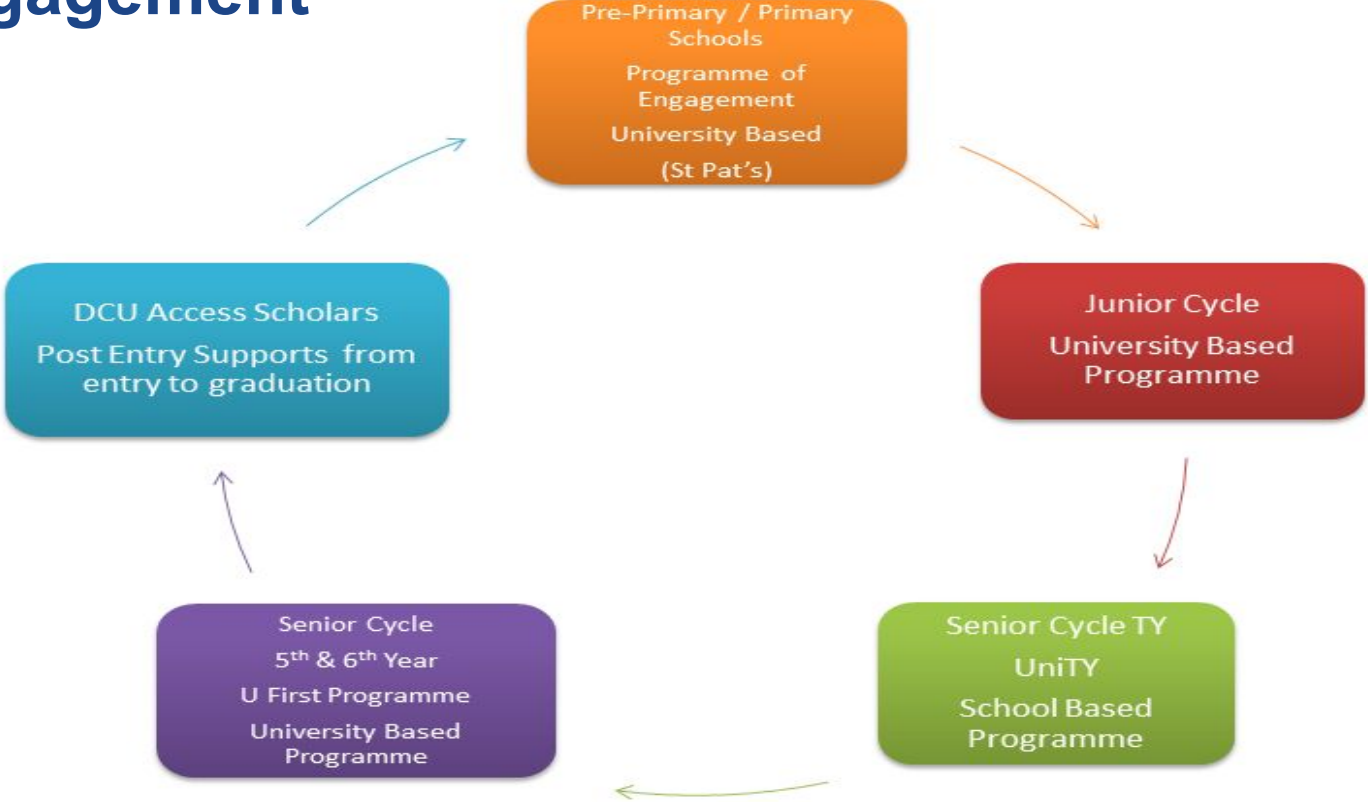 Pre-Primary / Primary
Schools
Programme of
Engagement
University Based
(St Pat's)
DCU Access Scholars
Post Entry Supports from
entry to graduation
Junior Cycle
University Based
Programme
Senior Cycle
5th & 6th Year
U First Programme
University Based
Programme
Senior Cycle TY
UniTY
School Based
Programme